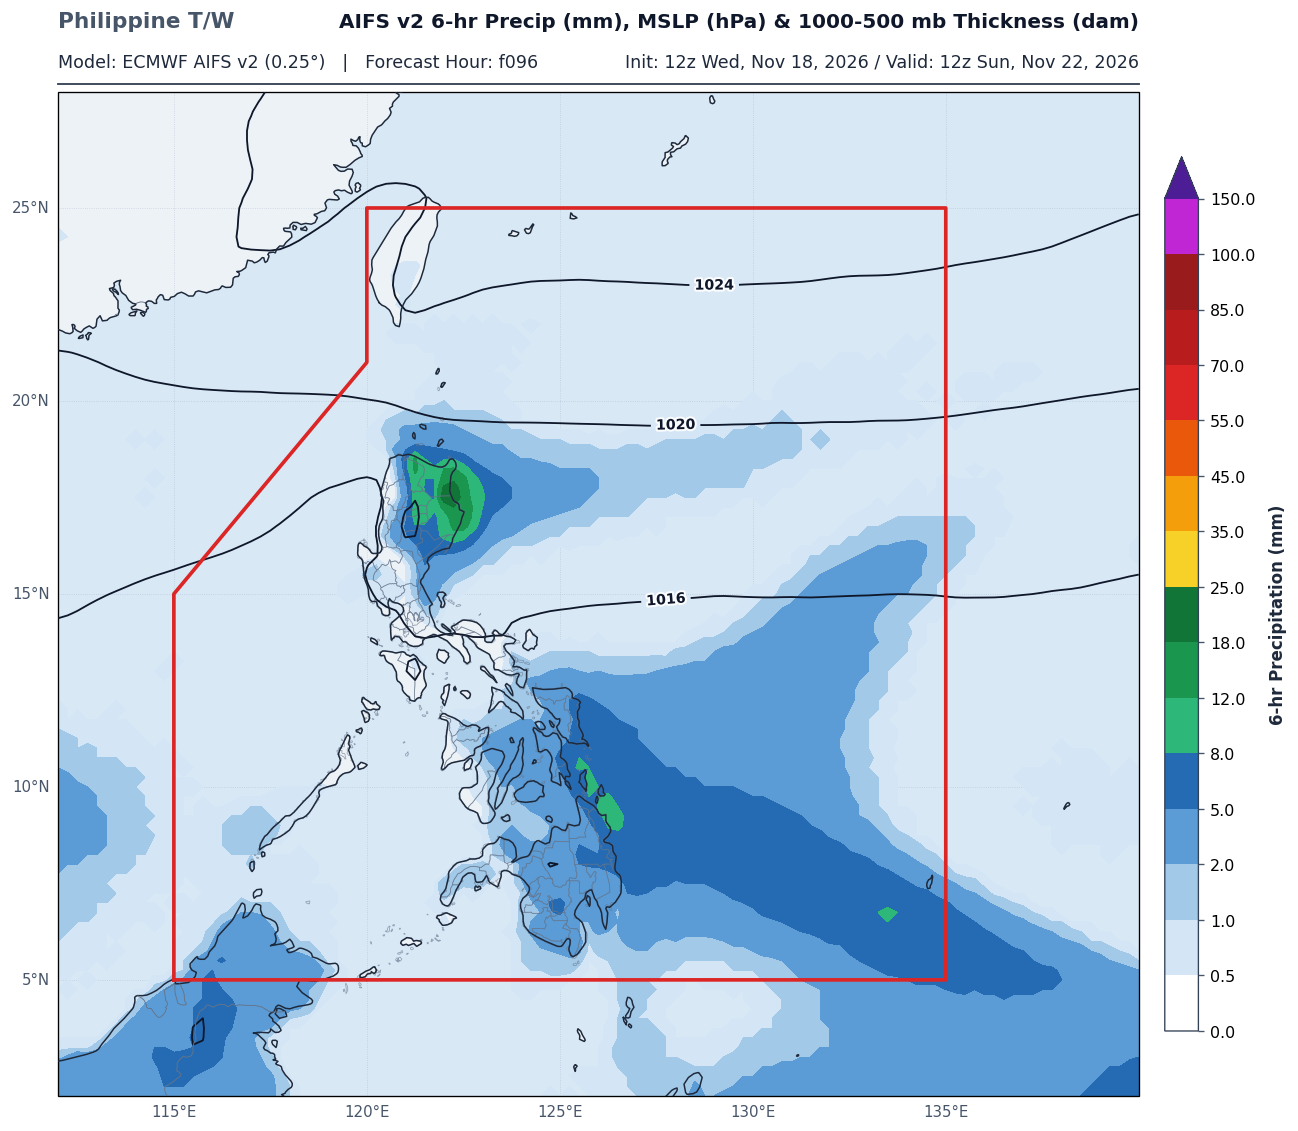 Philippine T/W
AIFS v2 6-hr Precip (mm), MSLP (hPa) & 1000-500 mb Thickness (dam)
Model: ECMWF AIFS v2 (0.25°)   |   Forecast Hour: f096
Init: 12z Wed, Nov 18, 2026 / Valid: 12z Sun, Nov 22, 2026
25°N
20°N
15°N
10°N
5°N
115°E
120°E
125°E
130°E
135°E
1024
1020
1016
150.0
100.0
85.0
70.0
55.0
45.0
35.0
25.0
18.0
12.0
8.0
5.0
2.0
1.0
0.5
0.0
6-hr Precipitation (mm)